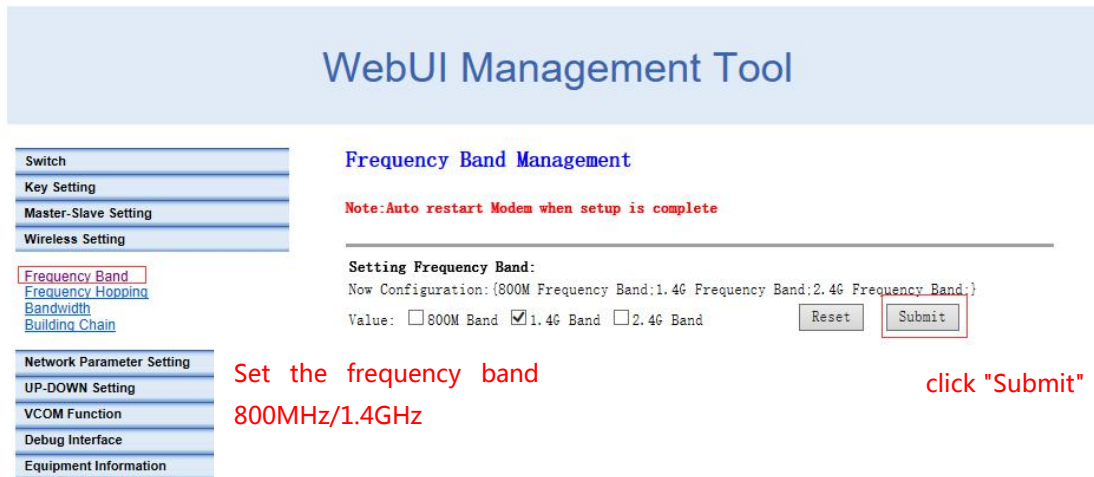 WebUI Management Tool
Switch
Key Setting
Master-Slave Setting
Wireless Setting
Frequency Band
Frequency Hopping
Bandwidth
Building Chain
Network Parameter Setting
UP-DOWN Setting
VCOM Function
Debug Interface
Equipment Information
Frequency Band Management
Note:Auto restart Modem when setup is complete
Setting Frequency Band:
Now Configuration:{800M Frequency Band;1.4G Frequency Band;2.4G Frequency Band;}
Value: 800M Band 1.4G Band 2.4G Band Reset Submit
Set the frequency band
800MHz/1.4GHz
click "Submit"